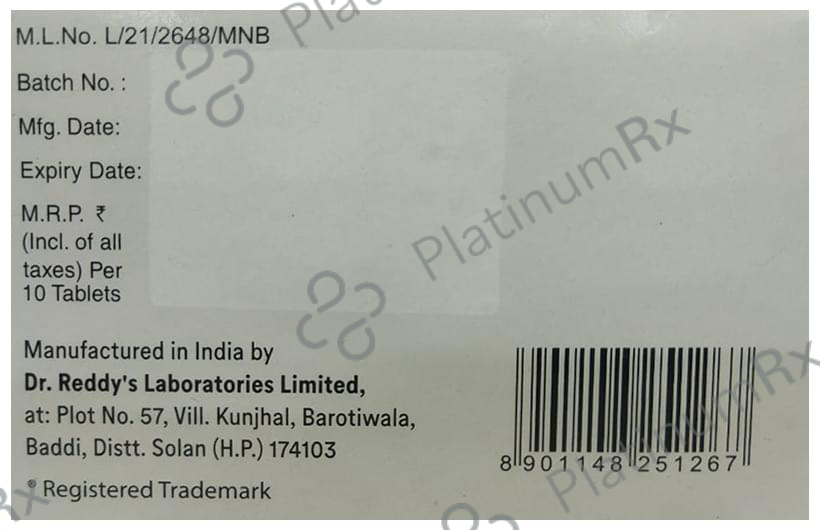 M.L.No. L/21/2648/MNB
Batch No. :
Mfg. Date:
Expiry Date:
M.R.P. ₹
(Incl. of all
taxes) Per
10 Tablets
Manufactured in India by
Dr. Reddy's Laboratories Limited,
at: Plot No. 57, Vill. Kunjhal, Barotiwala,
Baddi, Distt. Solan (H.P.) 174103
® Registered Trademark
8 901148 251267
PlatinumRx
PlatinumRx